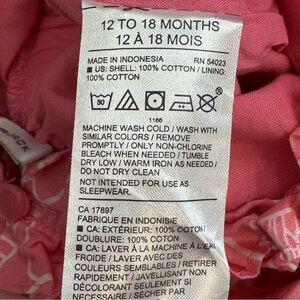 12 TO 18 MONTHS
12 À 18 MOIS
MADE IN INDONESIA RN 54023
■ US: SHELL: 100% COTTON / LINING:
100% COTTON
30
1166
MACHINE WASH COLD / WASH WITH
SIMILAR COLORS / REMOVE
PROMPTLY / ONLY NON-CHLORINE
BLEACH WHEN NEEDED / TUMBLE
DRY LOW / WARM IRON AS NEEDED /
DO NOT DRY CLEAN
NOT INTENDED FOR USE AS
SLEEPWEAR.
CA 17897
FABRIQUE EN INDONISIE
■ CA: EXTÉRIEUR: 100% COTON /
DOUBLURE: 100% COTON
■ CA: LAVER À LA MACHINE À L'EAU
FROIDE / LAVER AVEC DES
COULEURS SEMBLABLES / RETIRER
RAPIDEMENT / JAVELLISANT NON
DÉRIVÉ SEULEMENT SI
NÉCESSAIRE / SÉCHER PAR